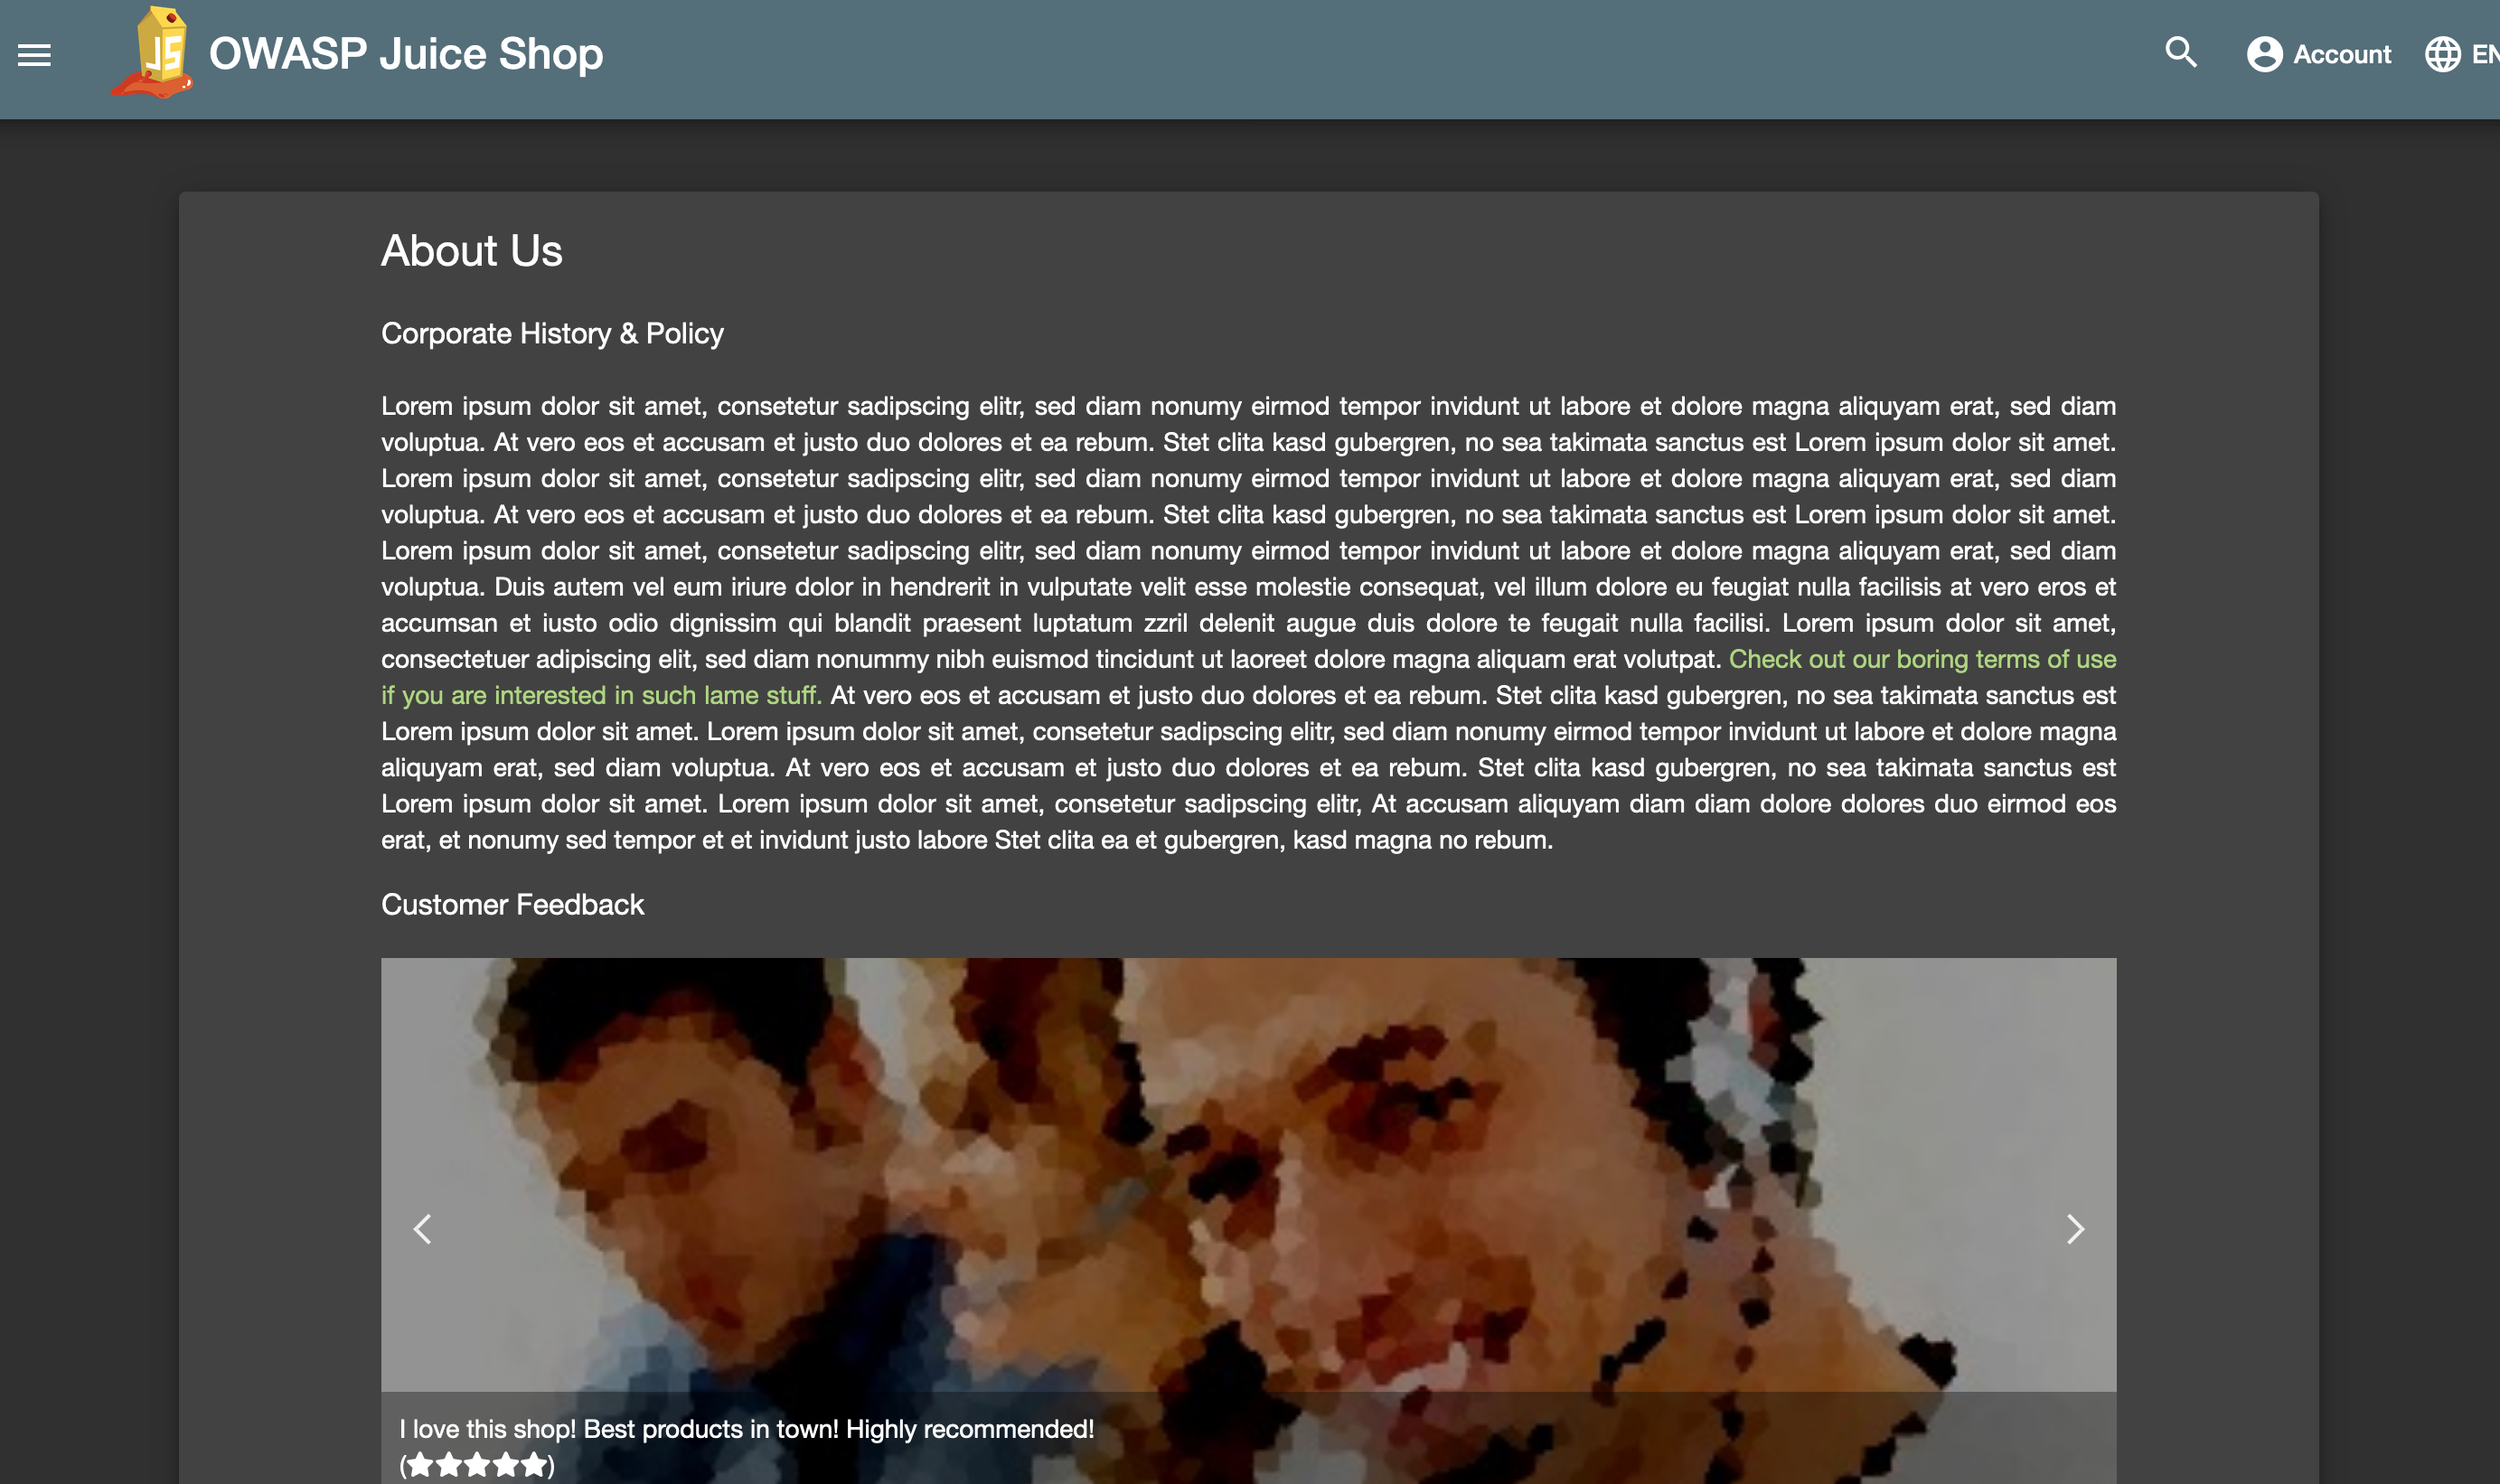 JS
OWASP Juice Shop
Account
EN
About Us
Corporate History & Policy
Lorem ipsum dolor sit amet, consetetur sadipscing elitr, sed diam nonumy eirmod tempor invidunt ut labore et dolore magna aliquyam erat, sed diam
voluptua. At vero eos et accusam et justo duo dolores et ea rebum. Stet clita kasd gubergren, no sea takimata sanctus est Lorem ipsum dolor sit amet.
Lorem ipsum dolor sit amet, consetetur sadipscing elitr, sed diam nonumy eirmod tempor invidunt ut labore et dolore magna aliquyam erat, sed diam
voluptua. At vero eos et accusam et justo duo dolores et ea rebum. Stet clita kasd gubergren, no sea takimata sanctus est Lorem ipsum dolor sit amet.
Lorem ipsum dolor sit amet, consetetur sadipscing elitr, sed diam nonumy eirmod tempor invidunt ut labore et dolore magna aliquyam erat, sed diam
voluptua. Duis autem vel eum iriure dolor in hendrerit in vulputate velit esse molestie consequat, vel illum dolore eu feugiat nulla facilisis at vero eros et
accumsan et iusto odio dignissim qui blandit praesent luptatum zzril delenit augue duis dolore te feugait nulla facilisi. Lorem ipsum dolor sit amet,
consectetuer adipiscing elit, sed diam nonummy nibh euismod tincidunt ut laoreet dolore magna aliquam erat volutpat. Check out our boring terms of use
if you are interested in such lame stuff. At vero eos et accusam et justo duo dolores et ea rebum. Stet clita kasd gubergren, no sea takimata sanctus est
Lorem ipsum dolor sit amet. Lorem ipsum dolor sit amet, consetetur sadipscing elitr, sed diam nonumy eirmod tempor invidunt ut labore et dolore magna
aliquyam erat, sed diam voluptua. At vero eos et accusam et justo duo dolores et ea rebum. Stet clita kasd gubergren, no sea takimata sanctus est
Lorem ipsum dolor sit amet. Lorem ipsum dolor sit amet, consetetur sadipscing elitr, At accusam aliquyam diam diam dolore dolores duo eirmod eos
erat, et nonumy sed tempor et et invidunt justo labore Stet clita ea et gubergren, kasd magna no rebum.
Customer Feedback
I love this shop! Best products in town! Highly recommended!
(★★★★★)